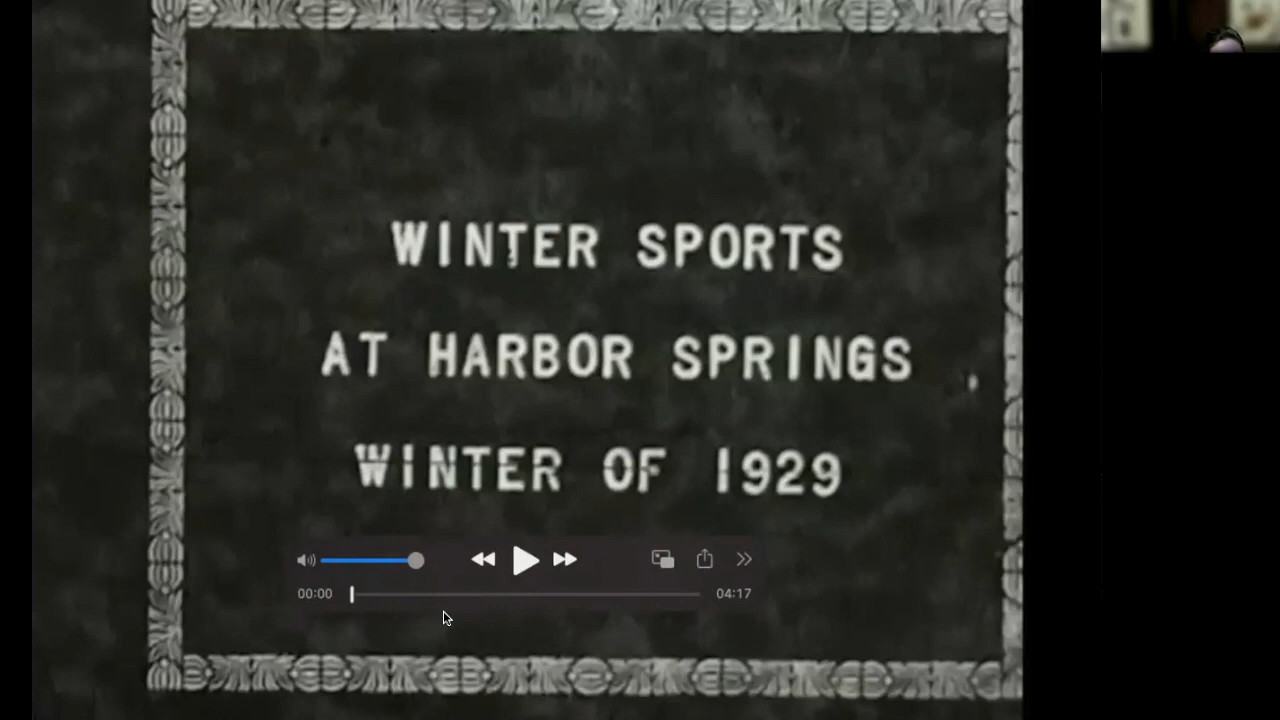 WINTER SPORTS
AT HARBOR SPRINGS
WINTER OF 1929
00:00
04:17